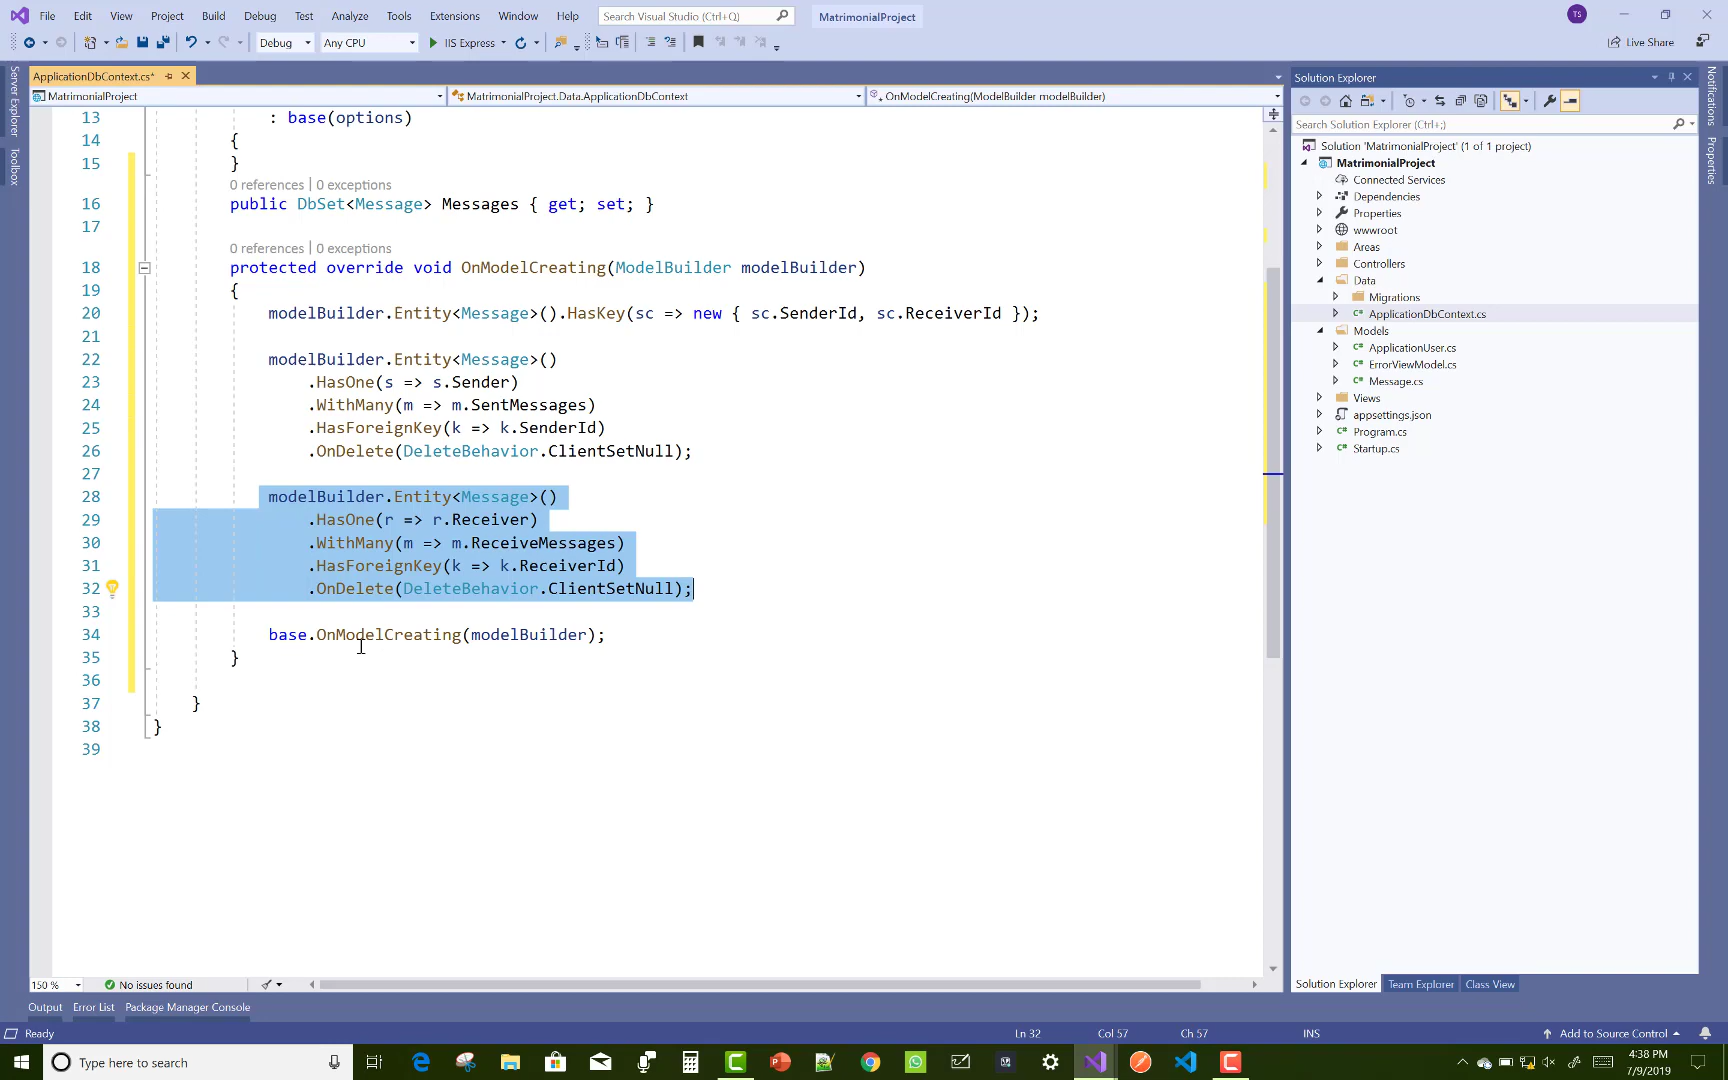 File Edit View Project Build Debug Test Analyze Tools Extensions Window Help Search Visual Studio (Ctrl+Q) MatrimonialProject TS
Debug Any CPU IIS Express Live Share
ApplicationDbContext.cs*
MatrimonialProject MatrimonialProject.Data.ApplicationDbContext OnModelCreating(ModelBuilder modelBuilder)
Server Explorer
Toolbox
13 : base(options)
14 {
15 }
0 references | 0 exceptions
16 public DbSet<Message> Messages { get; set; }
17
0 references | 0 exceptions
18 protected override void OnModelCreating(ModelBuilder modelBuilder)
19 {
20 modelBuilder.Entity<Message>().HasKey(sc => new { sc.SenderId, sc.ReceiverId });
21
22 modelBuilder.Entity<Message>()
23 .HasOne(s => s.Sender)
24 .WithMany(m => m.SentMessages)
25 .HasForeignKey(k => k.SenderId)
26 .OnDelete(DeleteBehavior.ClientSetNull);
27
28 modelBuilder.Entity<Message>()
29 .HasOne(r => r.Receiver)
30 .WithMany(m => m.ReceiveMessages)
31 .HasForeignKey(k => k.ReceiverId)
32 .OnDelete(DeleteBehavior.ClientSetNull);
33
34 base.OnModelCreating(modelBuilder);
35 }
36
37 }
38 }
39
150 % No issues found
Output Error List Package Manager Console
Solution Explorer
Search Solution Explorer (Ctrl+;)
Solution 'MatrimonialProject' (1 of 1 project)
MatrimonialProject
Connected Services
Dependencies
Properties
wwwroot
Areas
Controllers
Data
Migrations
ApplicationDbContext.cs
Models
ApplicationUser.cs
ErrorViewModel.cs
Message.cs
Views
appsettings.json
Program.cs
Startup.cs
Solution Explorer Team Explorer Class View
Notifications
Properties
Ready Ln 32 Col 57 Ch 57 INS Add to Source Control
Type here to search
4:38 PM
7/9/2019